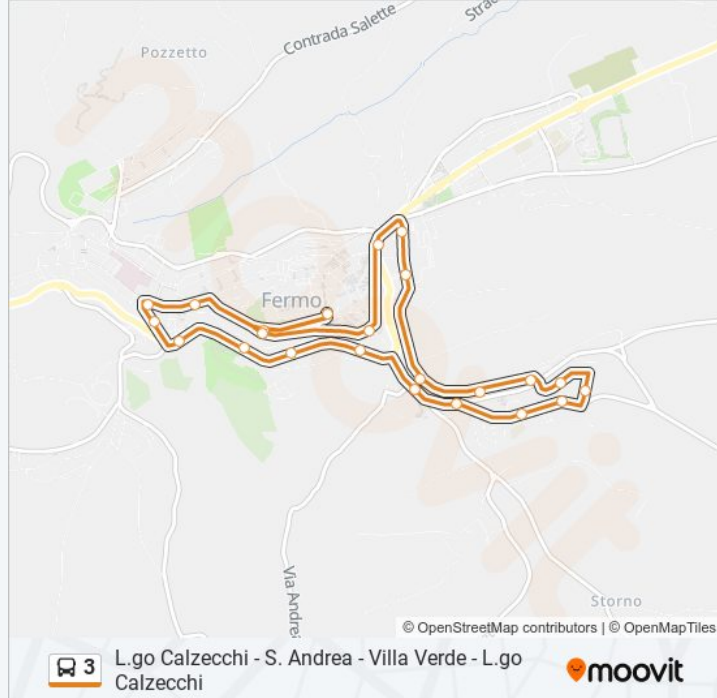 Pozzetto
Contrada Salette
Fermo
Via Andrei
Storno
© OpenStreetMap contributors | © OpenMapTiles
3
L.go Calzecchi - S. Andrea - Villa Verde - L.go
Calzecchi
moovit